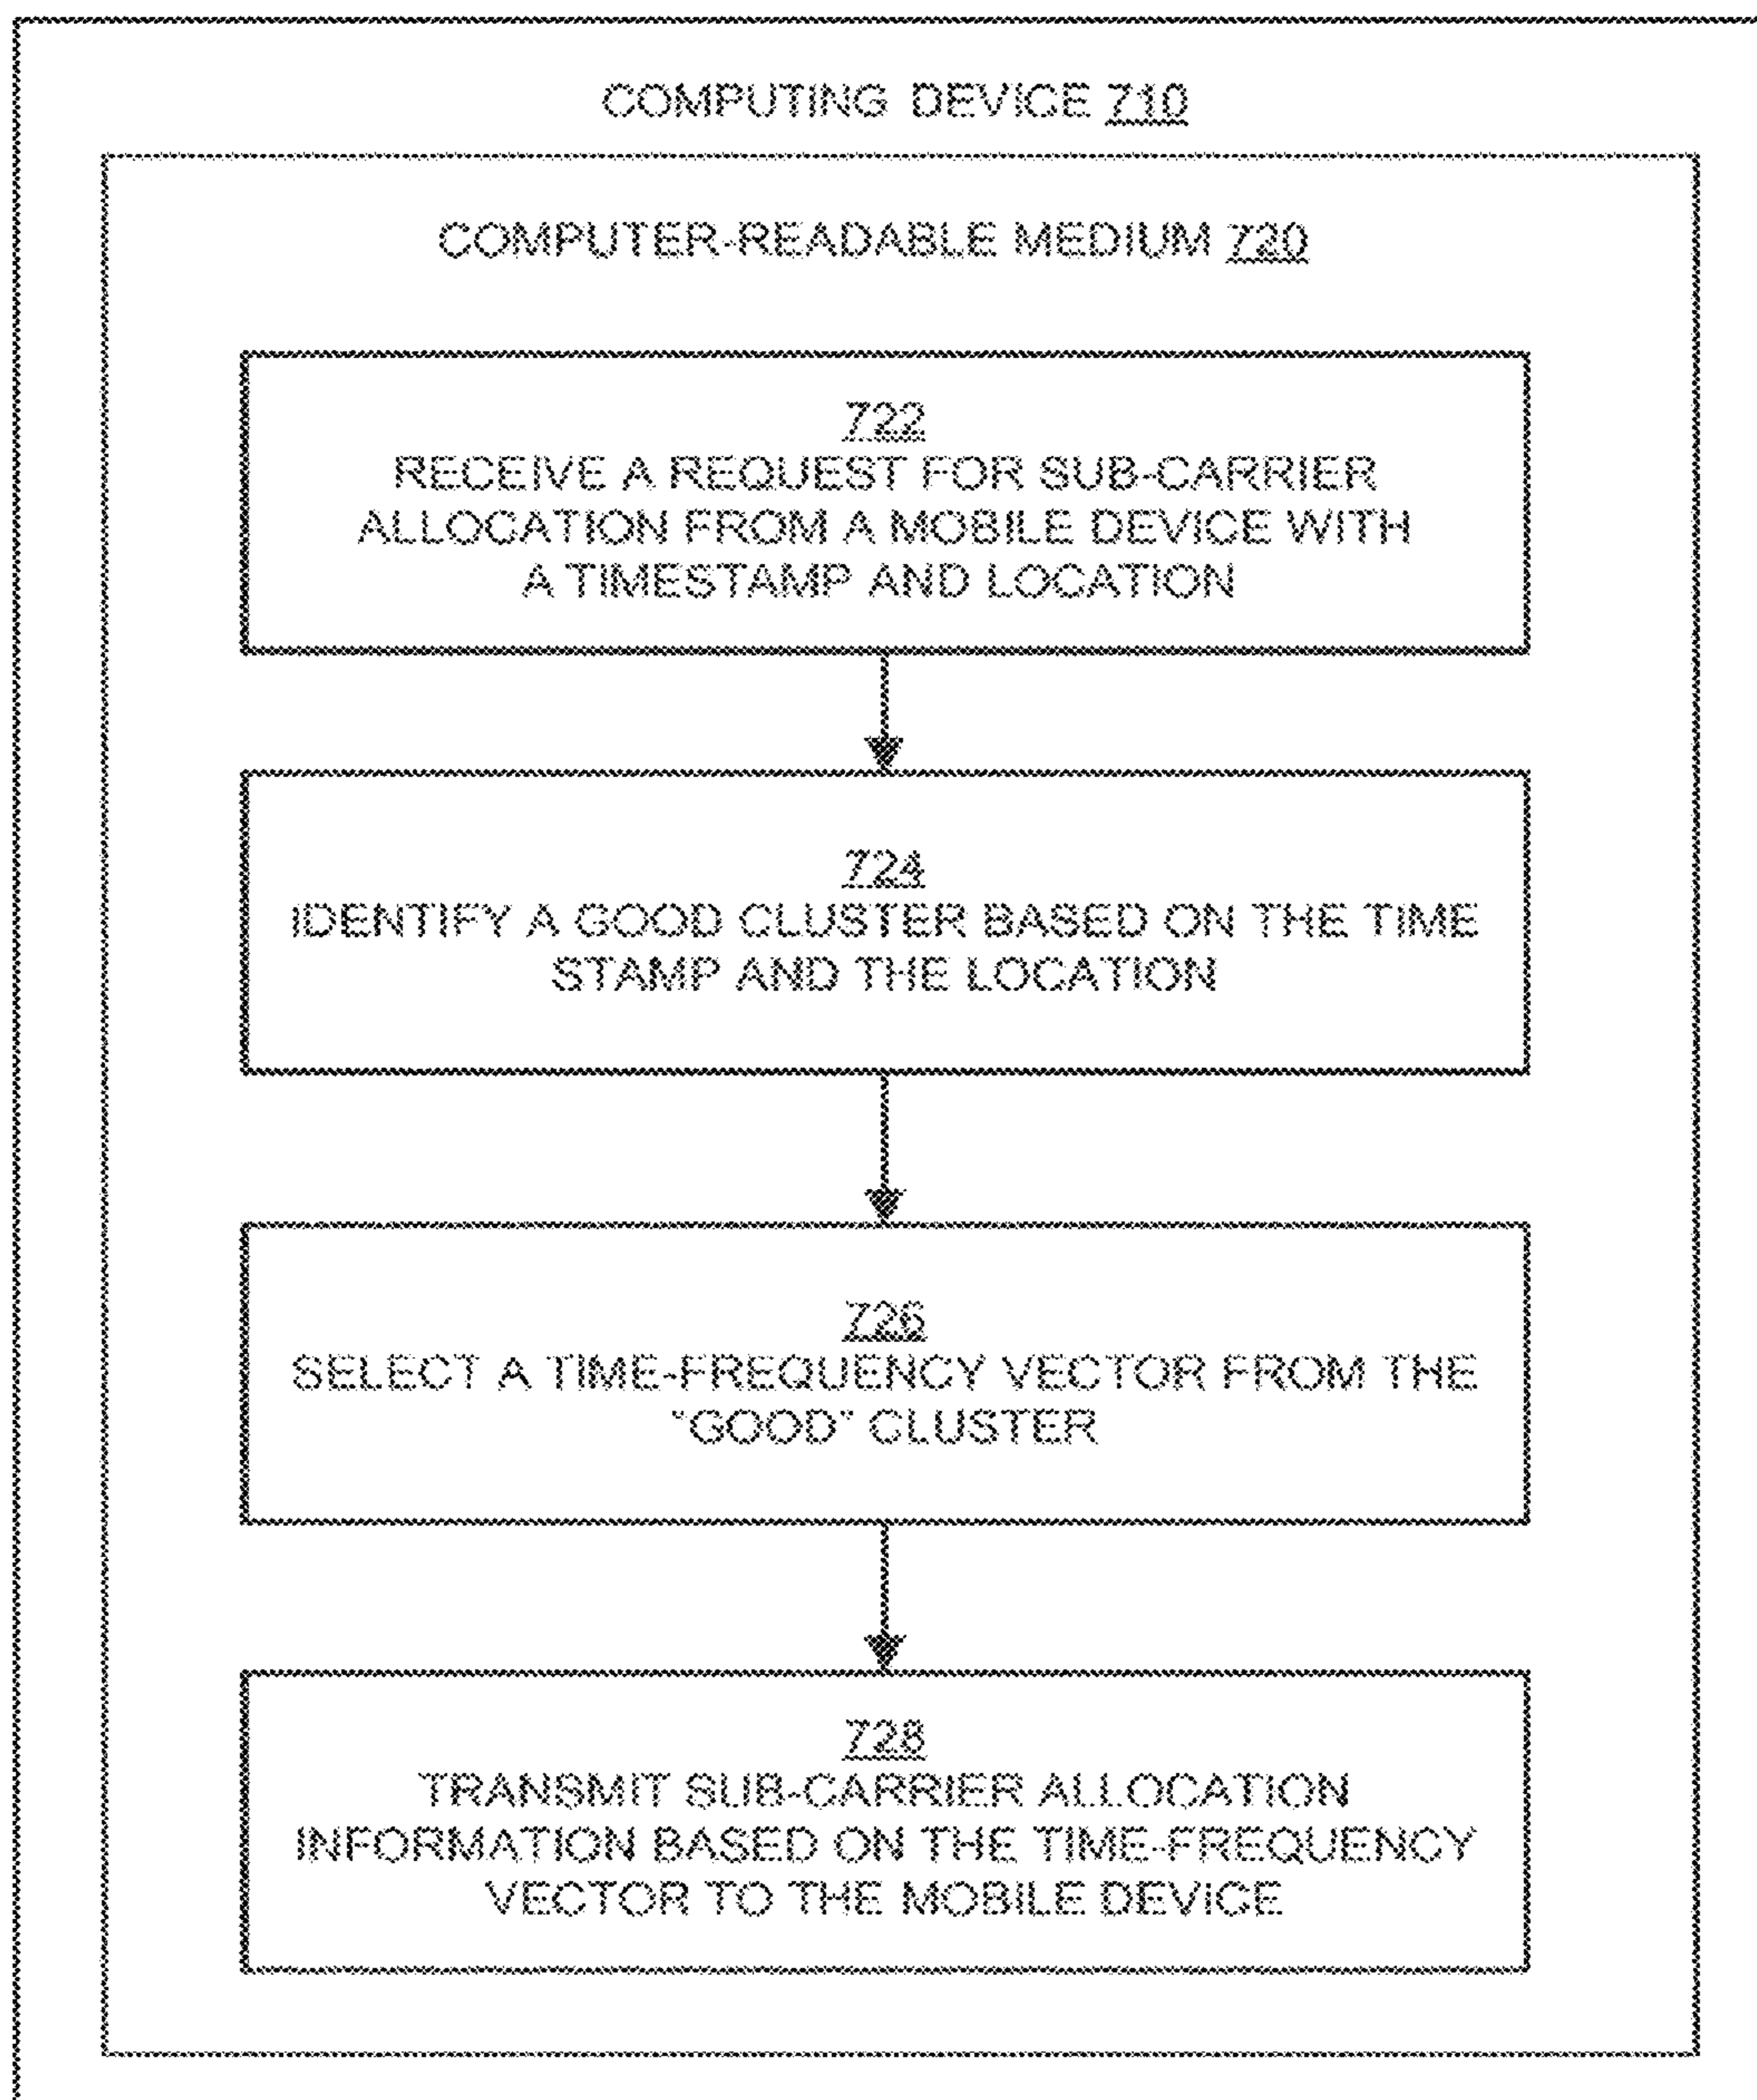 COMPUTING DEVICE 710
COMPUTER-READABLE MEDIUM 720
722
RECEIVE A REQUEST FOR SUB-CARRIER
ALLOCATION FROM A MOBILE DEVICE WITH
A TIMESTAMP AND LOCATION
724
IDENTIFY A GOOD CLUSTER BASED ON THE TIME
STAMP AND THE LOCATION
726
SELECT A TIME-FREQUENCY VECTOR FROM THE
"GOOD" CLUSTER
728
TRANSMIT SUB-CARRIER ALLOCATION
INFORMATION BASED ON THE TIME-FREQUENCY
VECTOR TO THE MOBILE DEVICE